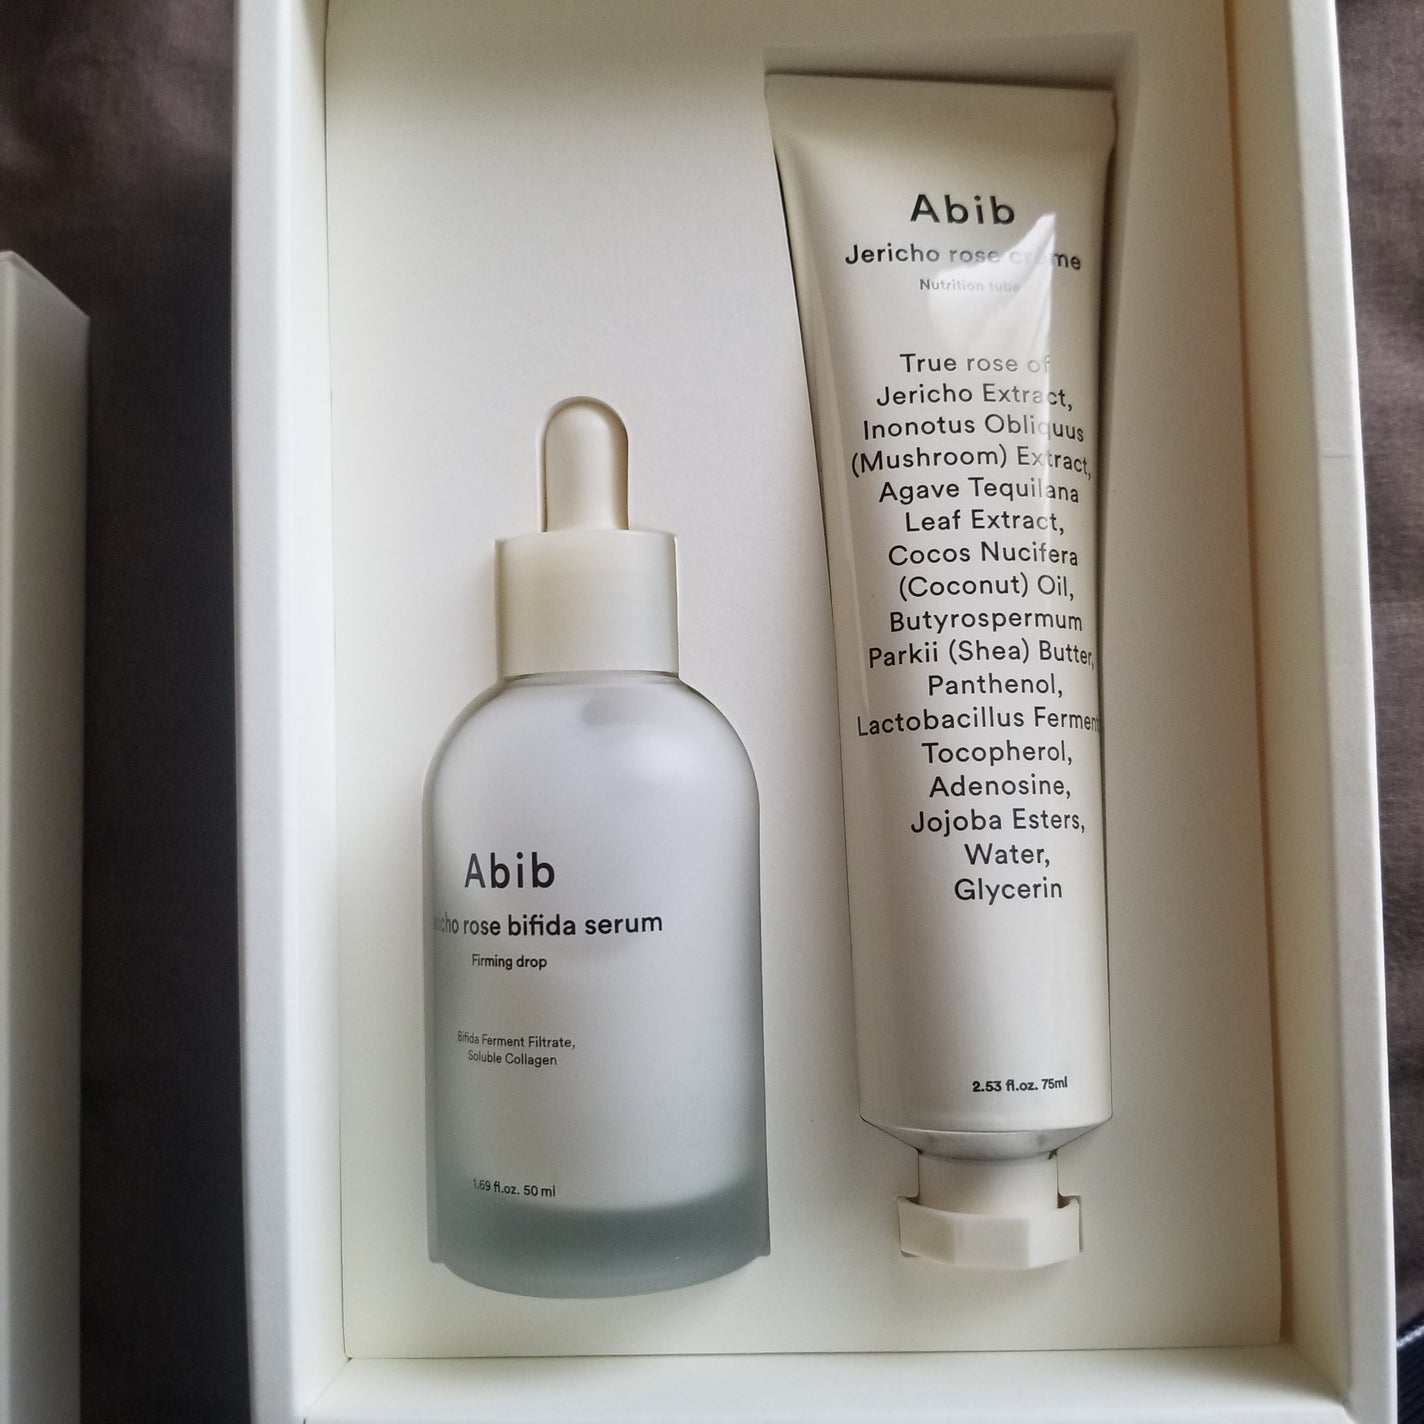 Abib
Jericho rose crème
Nutrition tube
True rose of
Jericho Extract,
Inonotus Obliquus
(Mushroom) Extract,
Agave Tequilana
Leaf Extract,
Cocos Nucifera
(Coconut) Oil,
Butyrospermum
Parkii (Shea) Butter,
Panthenol,
Lactobacillus Ferment
Tocopherol,
Adenosine,
Jojoba Esters,
Water,
Glycerin
2.53 fl.oz. 75ml
Abib
rose bifida serum
Firming drop
Bifida Ferment Filtrate,
Soluble Collagen
1.69 fl.oz. 50 ml